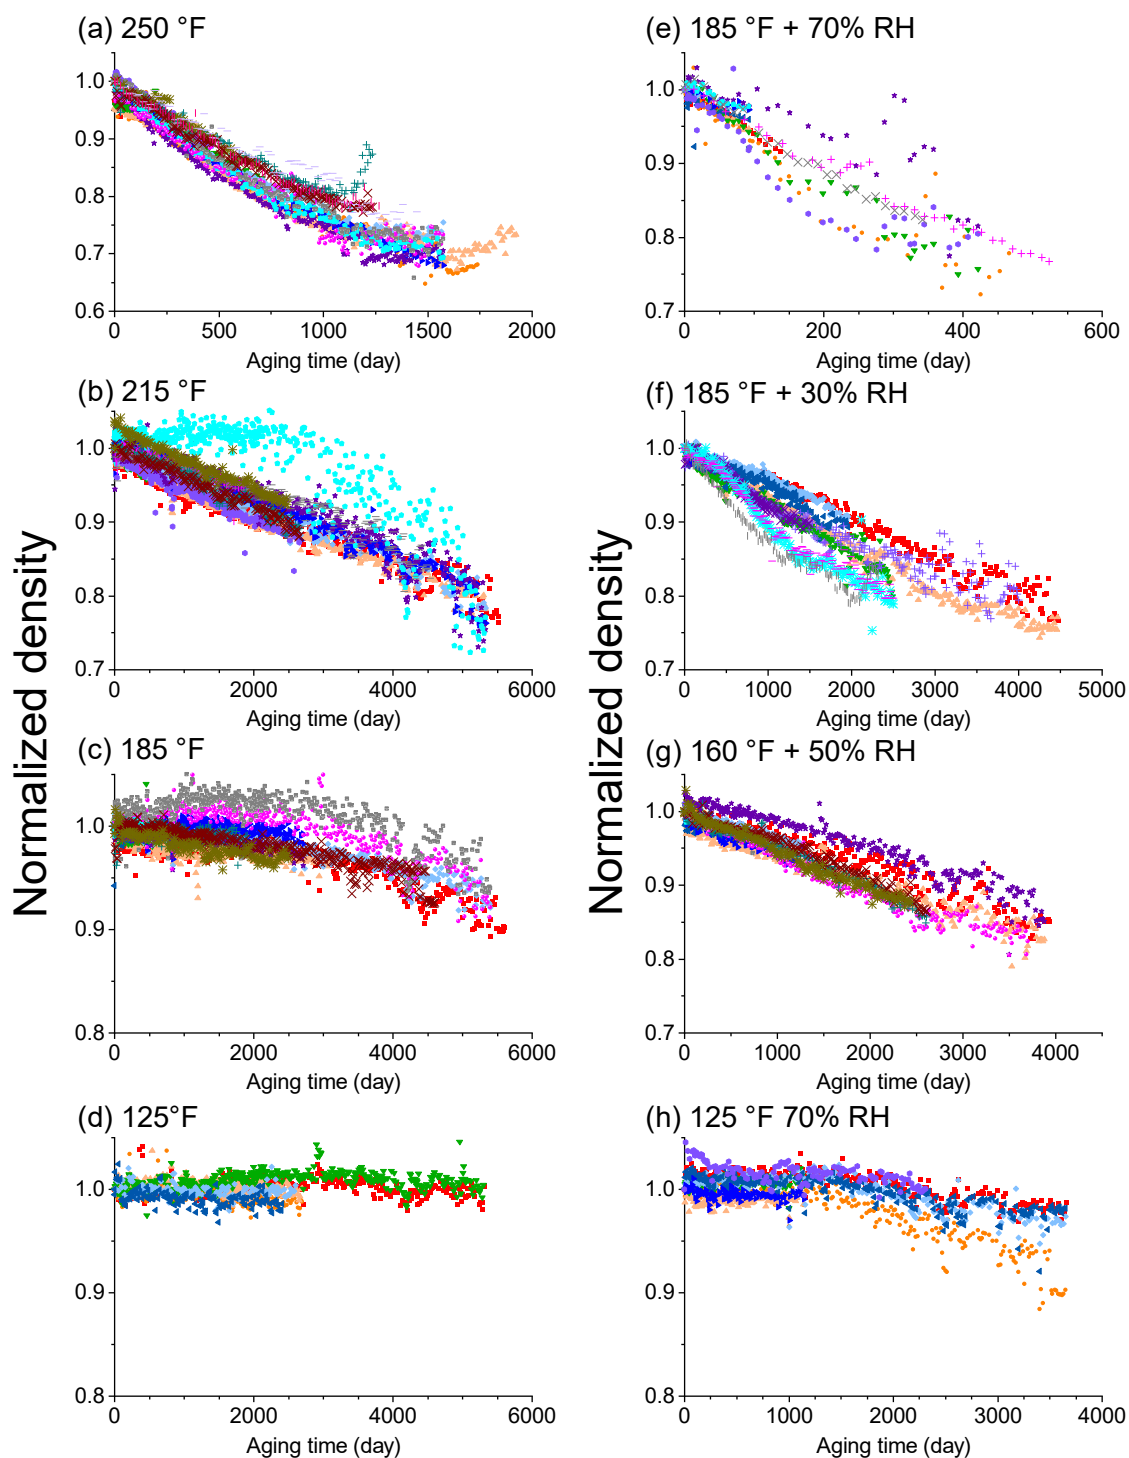 (a) 250 °F
1.0
0.9
0.8
0.7
0.6
0 500 1000 1500 2000
Aging time (day)
(b) 215 °F
1.0
0.9
0.8
0.7
0 2000 4000 6000
Aging time (day)
(c) 185 °F
1.0
0.9
0.8
0 2000 4000 6000
Aging time (day)
(d) 125°F
1.0
0.9
0.8
0 2000 4000 6000
Aging time (day)
Normalized density
(e) 185 °F + 70% RH
1.0
0.9
0.8
0.7
0 200 400 600
Aging time (day)
(f) 185 °F + 30% RH
1.0
0.9
0.8
0.7
0 1000 2000 3000 4000 5000
Aging time (day)
(g) 160 °F + 50% RH
1.0
0.9
0.8
0.7
0 1000 2000 3000 4000
Aging time (day)
(h) 125 °F 70% RH
1.0
0.9
0.8
0 1000 2000 3000 4000
Aging time (day)
Normalized density